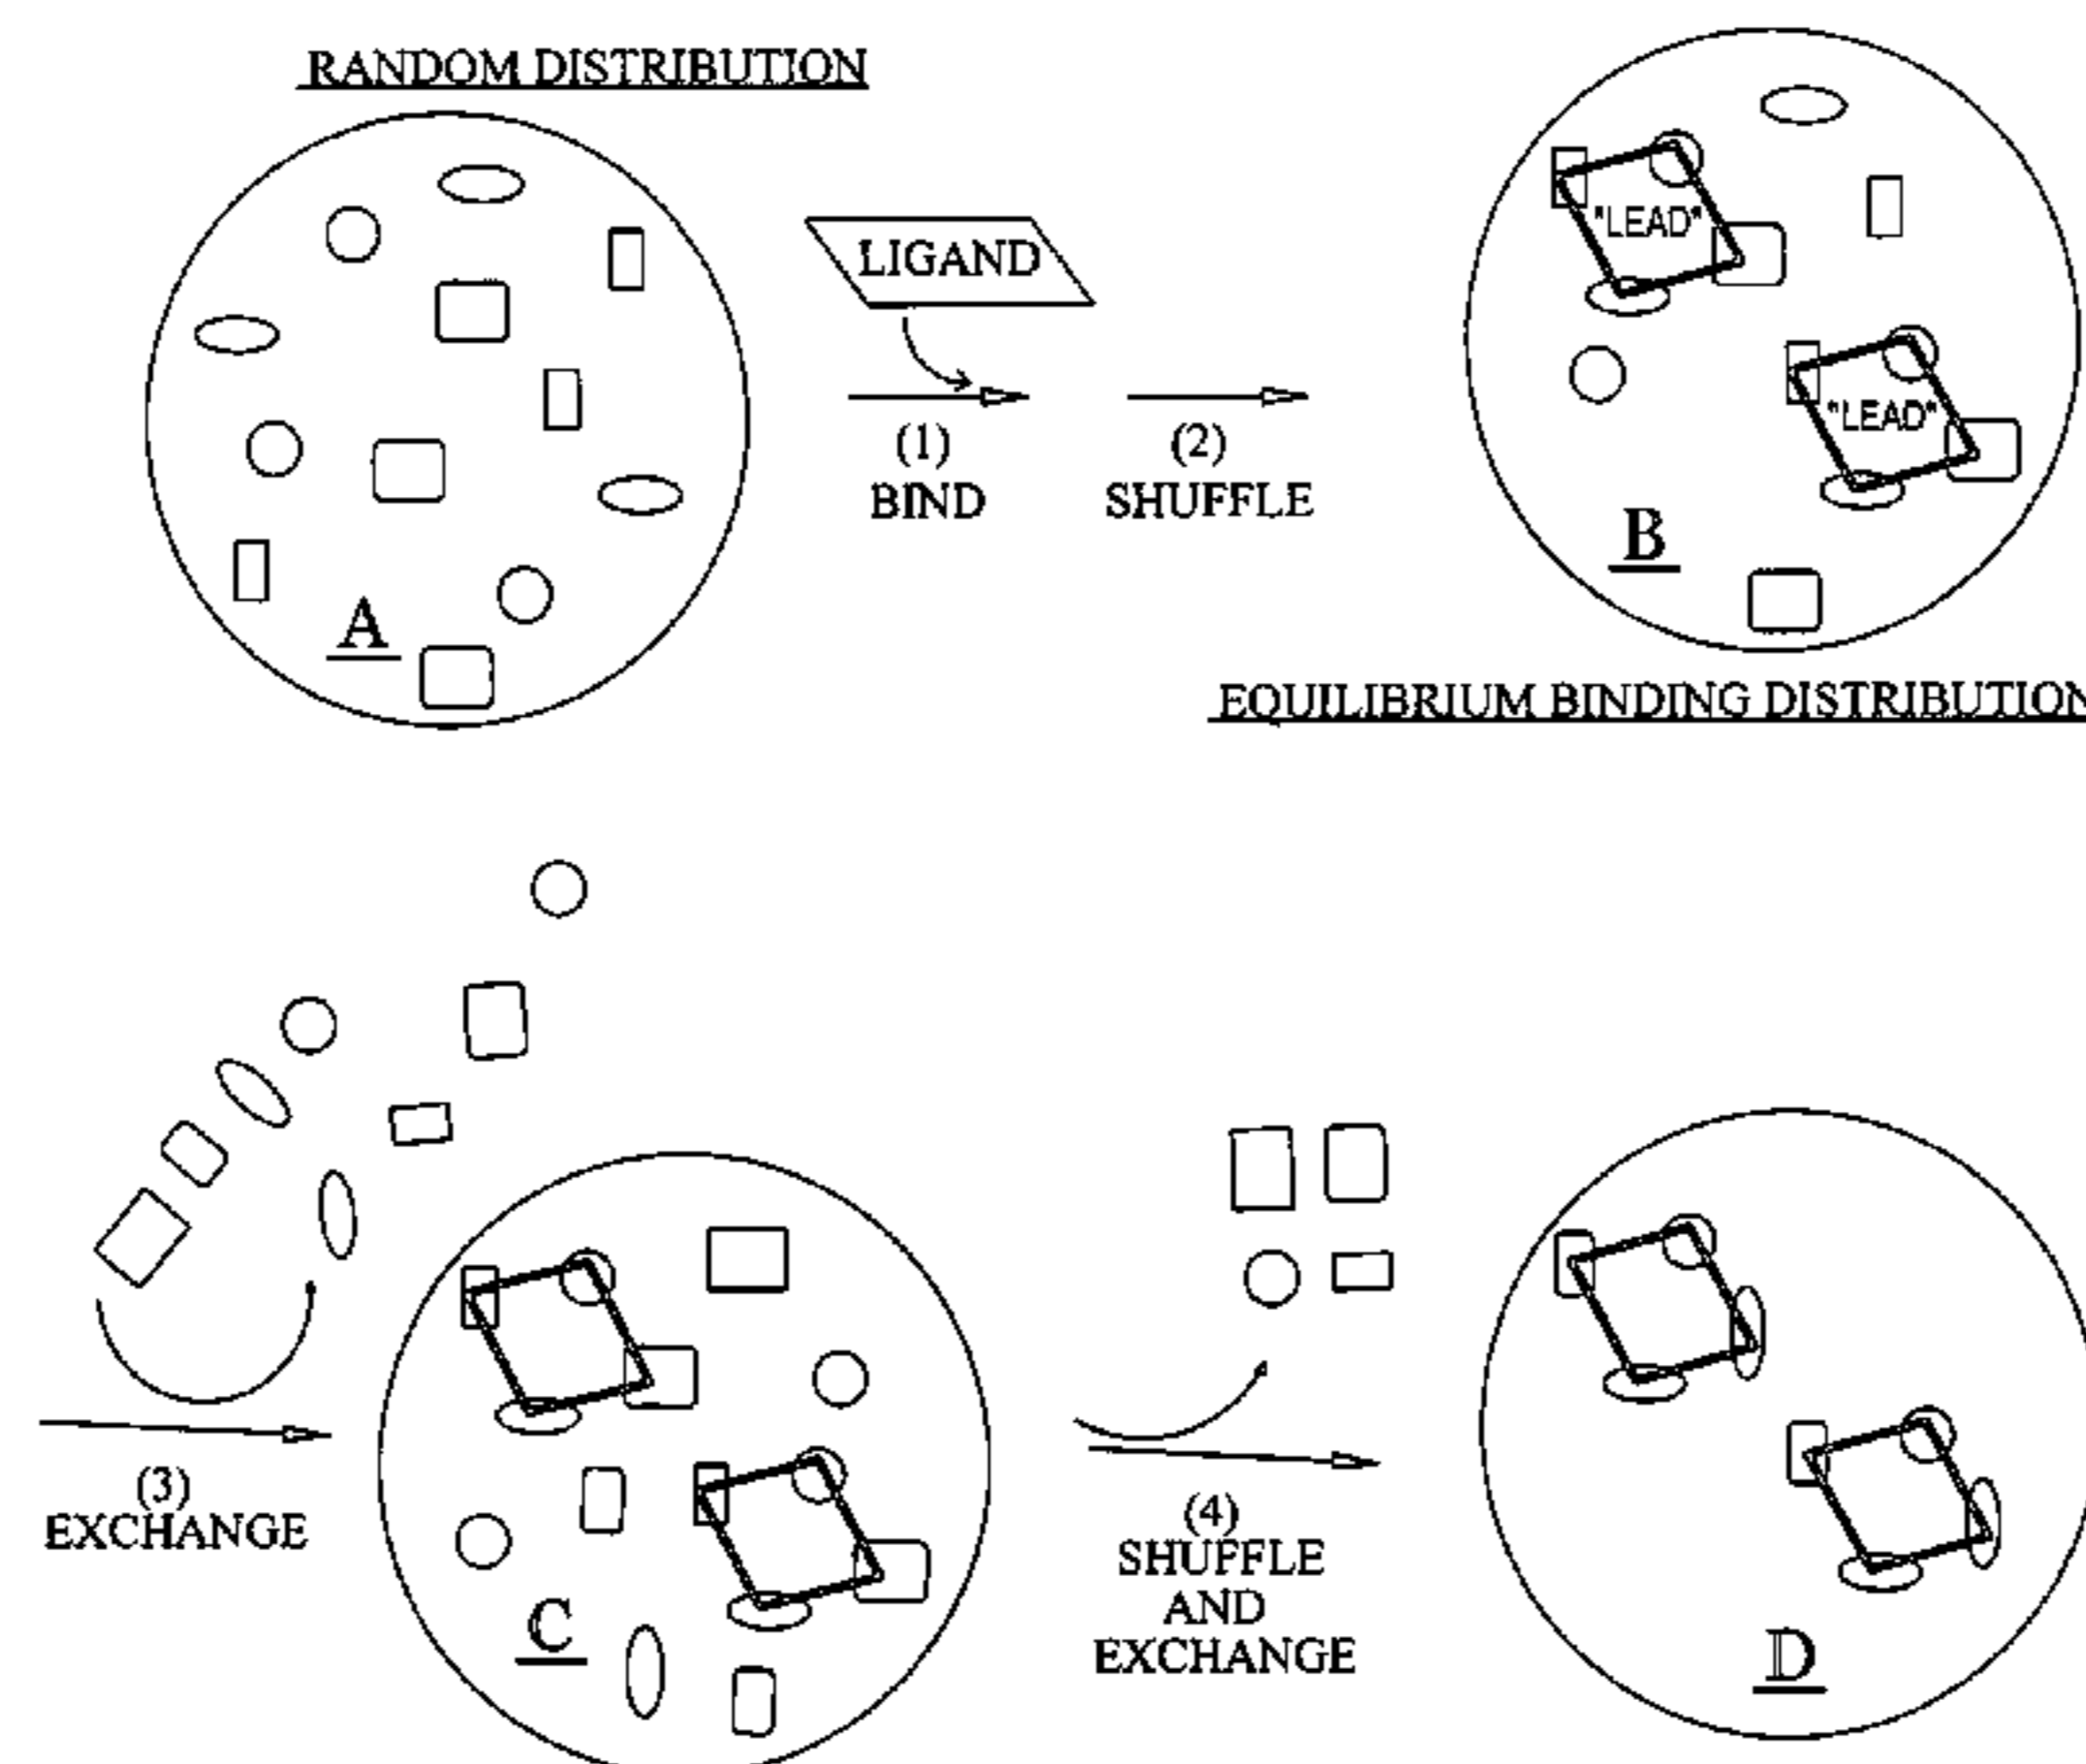 RANDOM DISTRIBUTION
LIGAND
"LEAD"
"LEAD"
(1)
BIND
(2)
SHUFFLE
A
B
EQUILIBRIUM BINDING DISTRIBUTION
(3)
EXCHANGE
C
(4)
SHUFFLE
AND
EXCHANGE
D